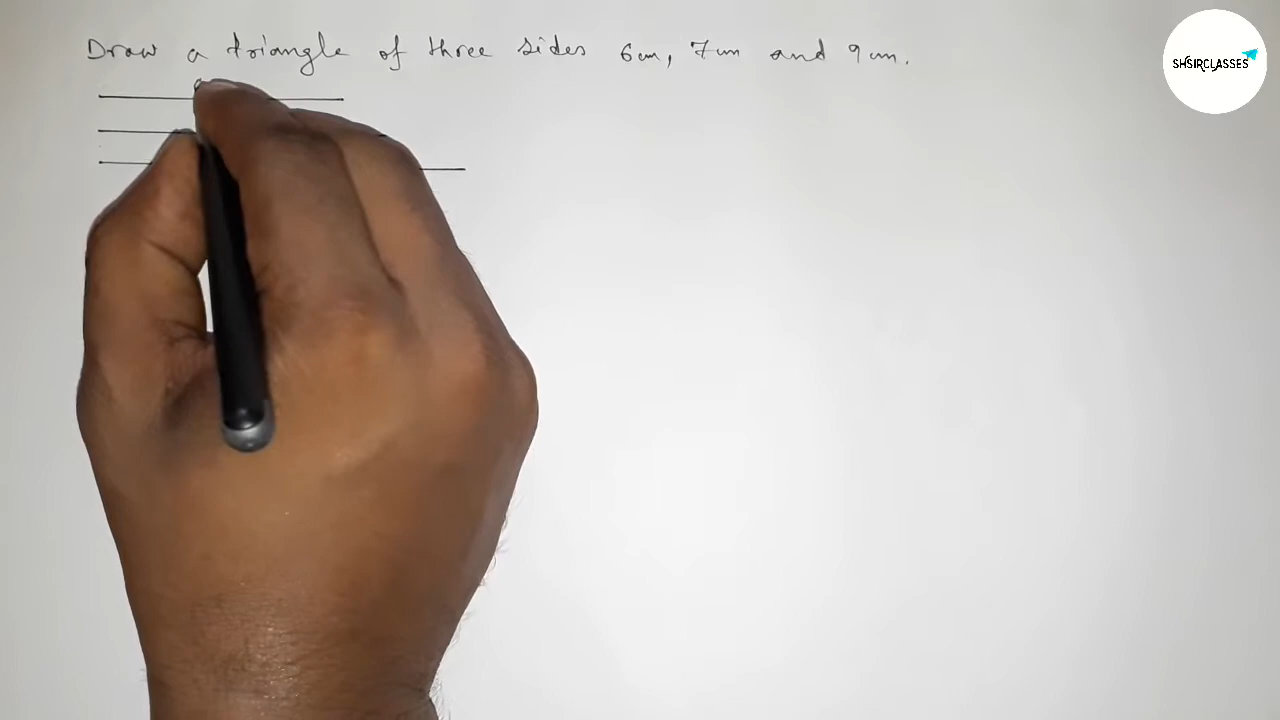 Draw a triangle of three sides 6cm, 7cm and 9cm.
SHSIRCLASSES